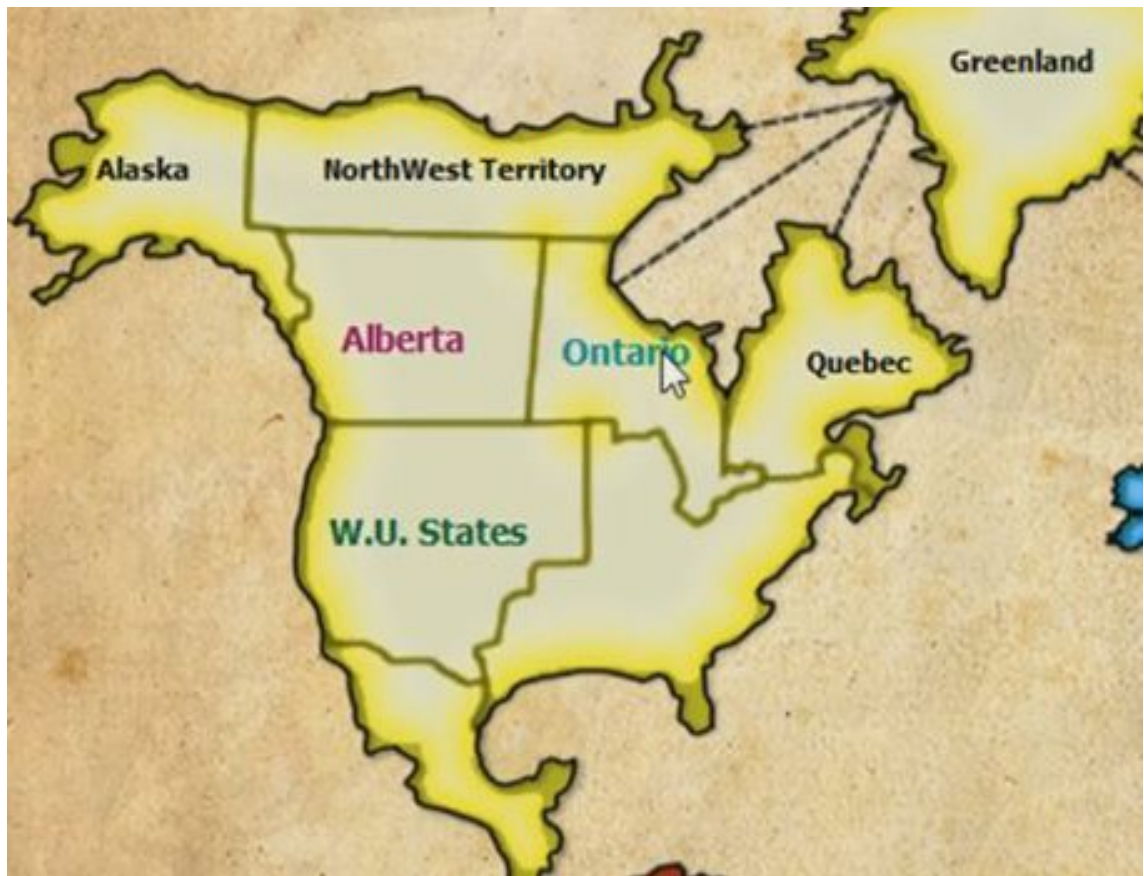 Greenland
Alaska
NorthWest Territory
Alberta
Ontario
Quebec
W.U. States